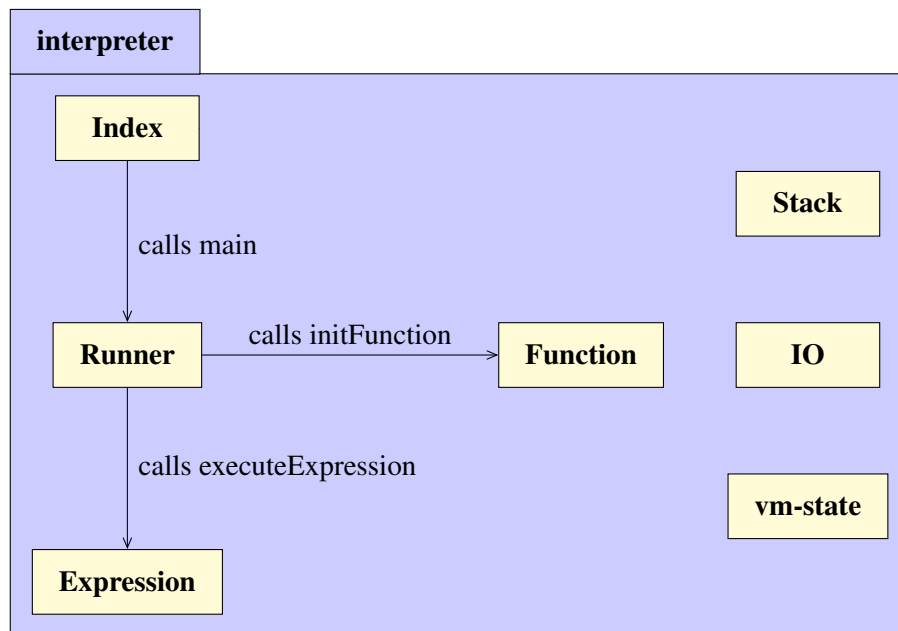 interpreter
Index
Stack
calls main
Runner
calls initFunction
Function
IO
calls executeExpression
vm-state
Expression